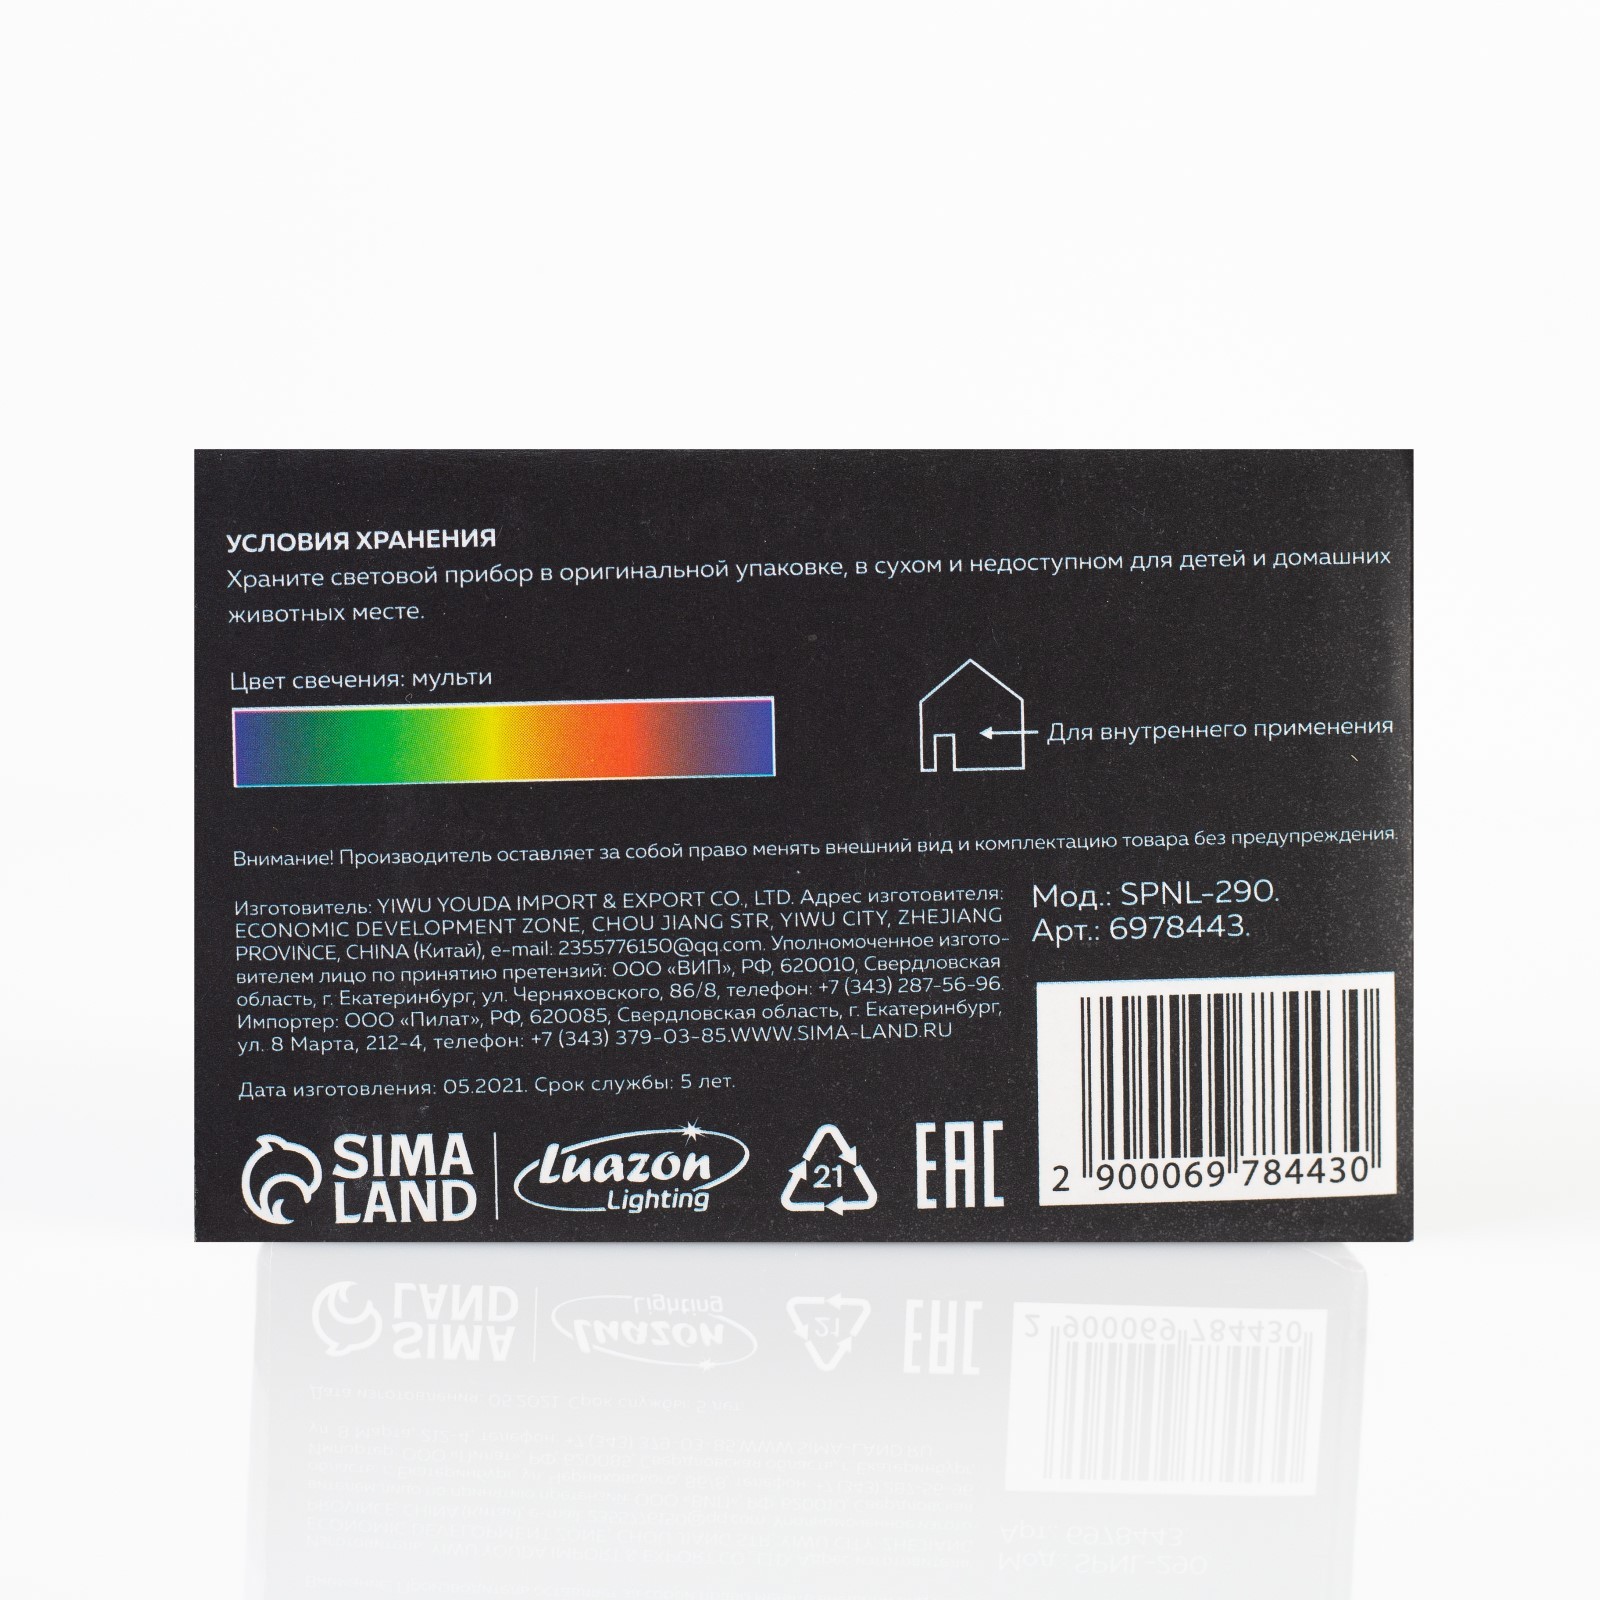 УСЛОВИЯ ХРАНЕНИЯ
Храните световой прибор в оригинальной упаковке, в сухом и недоступном для детей и домашних
животных месте.
Цвет свечения: мульти
Для внутреннего применения
Внимание! Производитель оставляет за собой право менять внешний вид и комплектацию товара без предупреждения.
Изготовитель: YIWU YOUDA IMPORT & EXPORT CO., LTD. Адрес изготовителя:
ECONOMIC DEVELOPMENT ZONE, CHOU JIANG STR, YIWU CITY, ZHEJIANG
PROVINCE, CHINA (Китай), e-mail: 2355776150@qq.com. Уполномоченное изгото-
вителем лицо по принятию претензий: ООО «ВИП», РФ, 620010, Свердловская
область, г. Екатеринбург, ул. Черняховского, 86/8, телефон: +7 (343) 287-56-96.
Импортер: ООО «Пилат», РФ, 620085, Свердловская область, г. Екатеринбург,
ул. 8 Марта, 212-4, телефон: +7 (343) 379-03-85.WWW.SIMA-LAND.RU
Дата изготовления: 05.2021. Срок службы: 5 лет.
Мод.: SPNL-290.
Арт.: 6978443.
SIMA
LAND
Luazon
Lighting
21
EAC
2 900069 784430